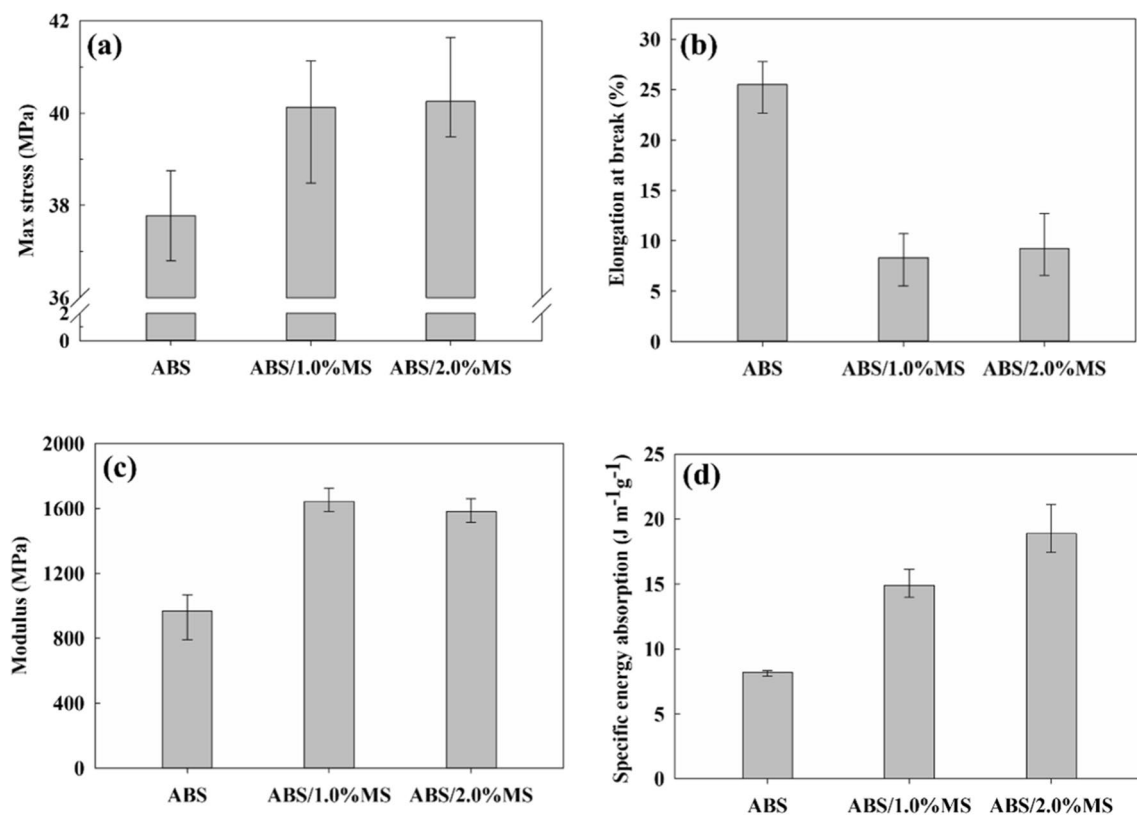 (a)
Max stress (MPa)
42
40
38
36
2
0
ABS ABS/1.0%MS ABS/2.0%MS
(b)
Elongation at break (%)
30
25
20
15
10
5
0
ABS ABS/1.0%MS ABS/2.0%MS
(c)
Modulus (MPa)
2000
1600
1200
800
400
0
ABS ABS/1.0%MS ABS/2.0%MS
(d)
Specific energy absorption (J m⁻¹g⁻¹)
25
20
15
10
5
0
ABS ABS/1.0%MS ABS/2.0%MS